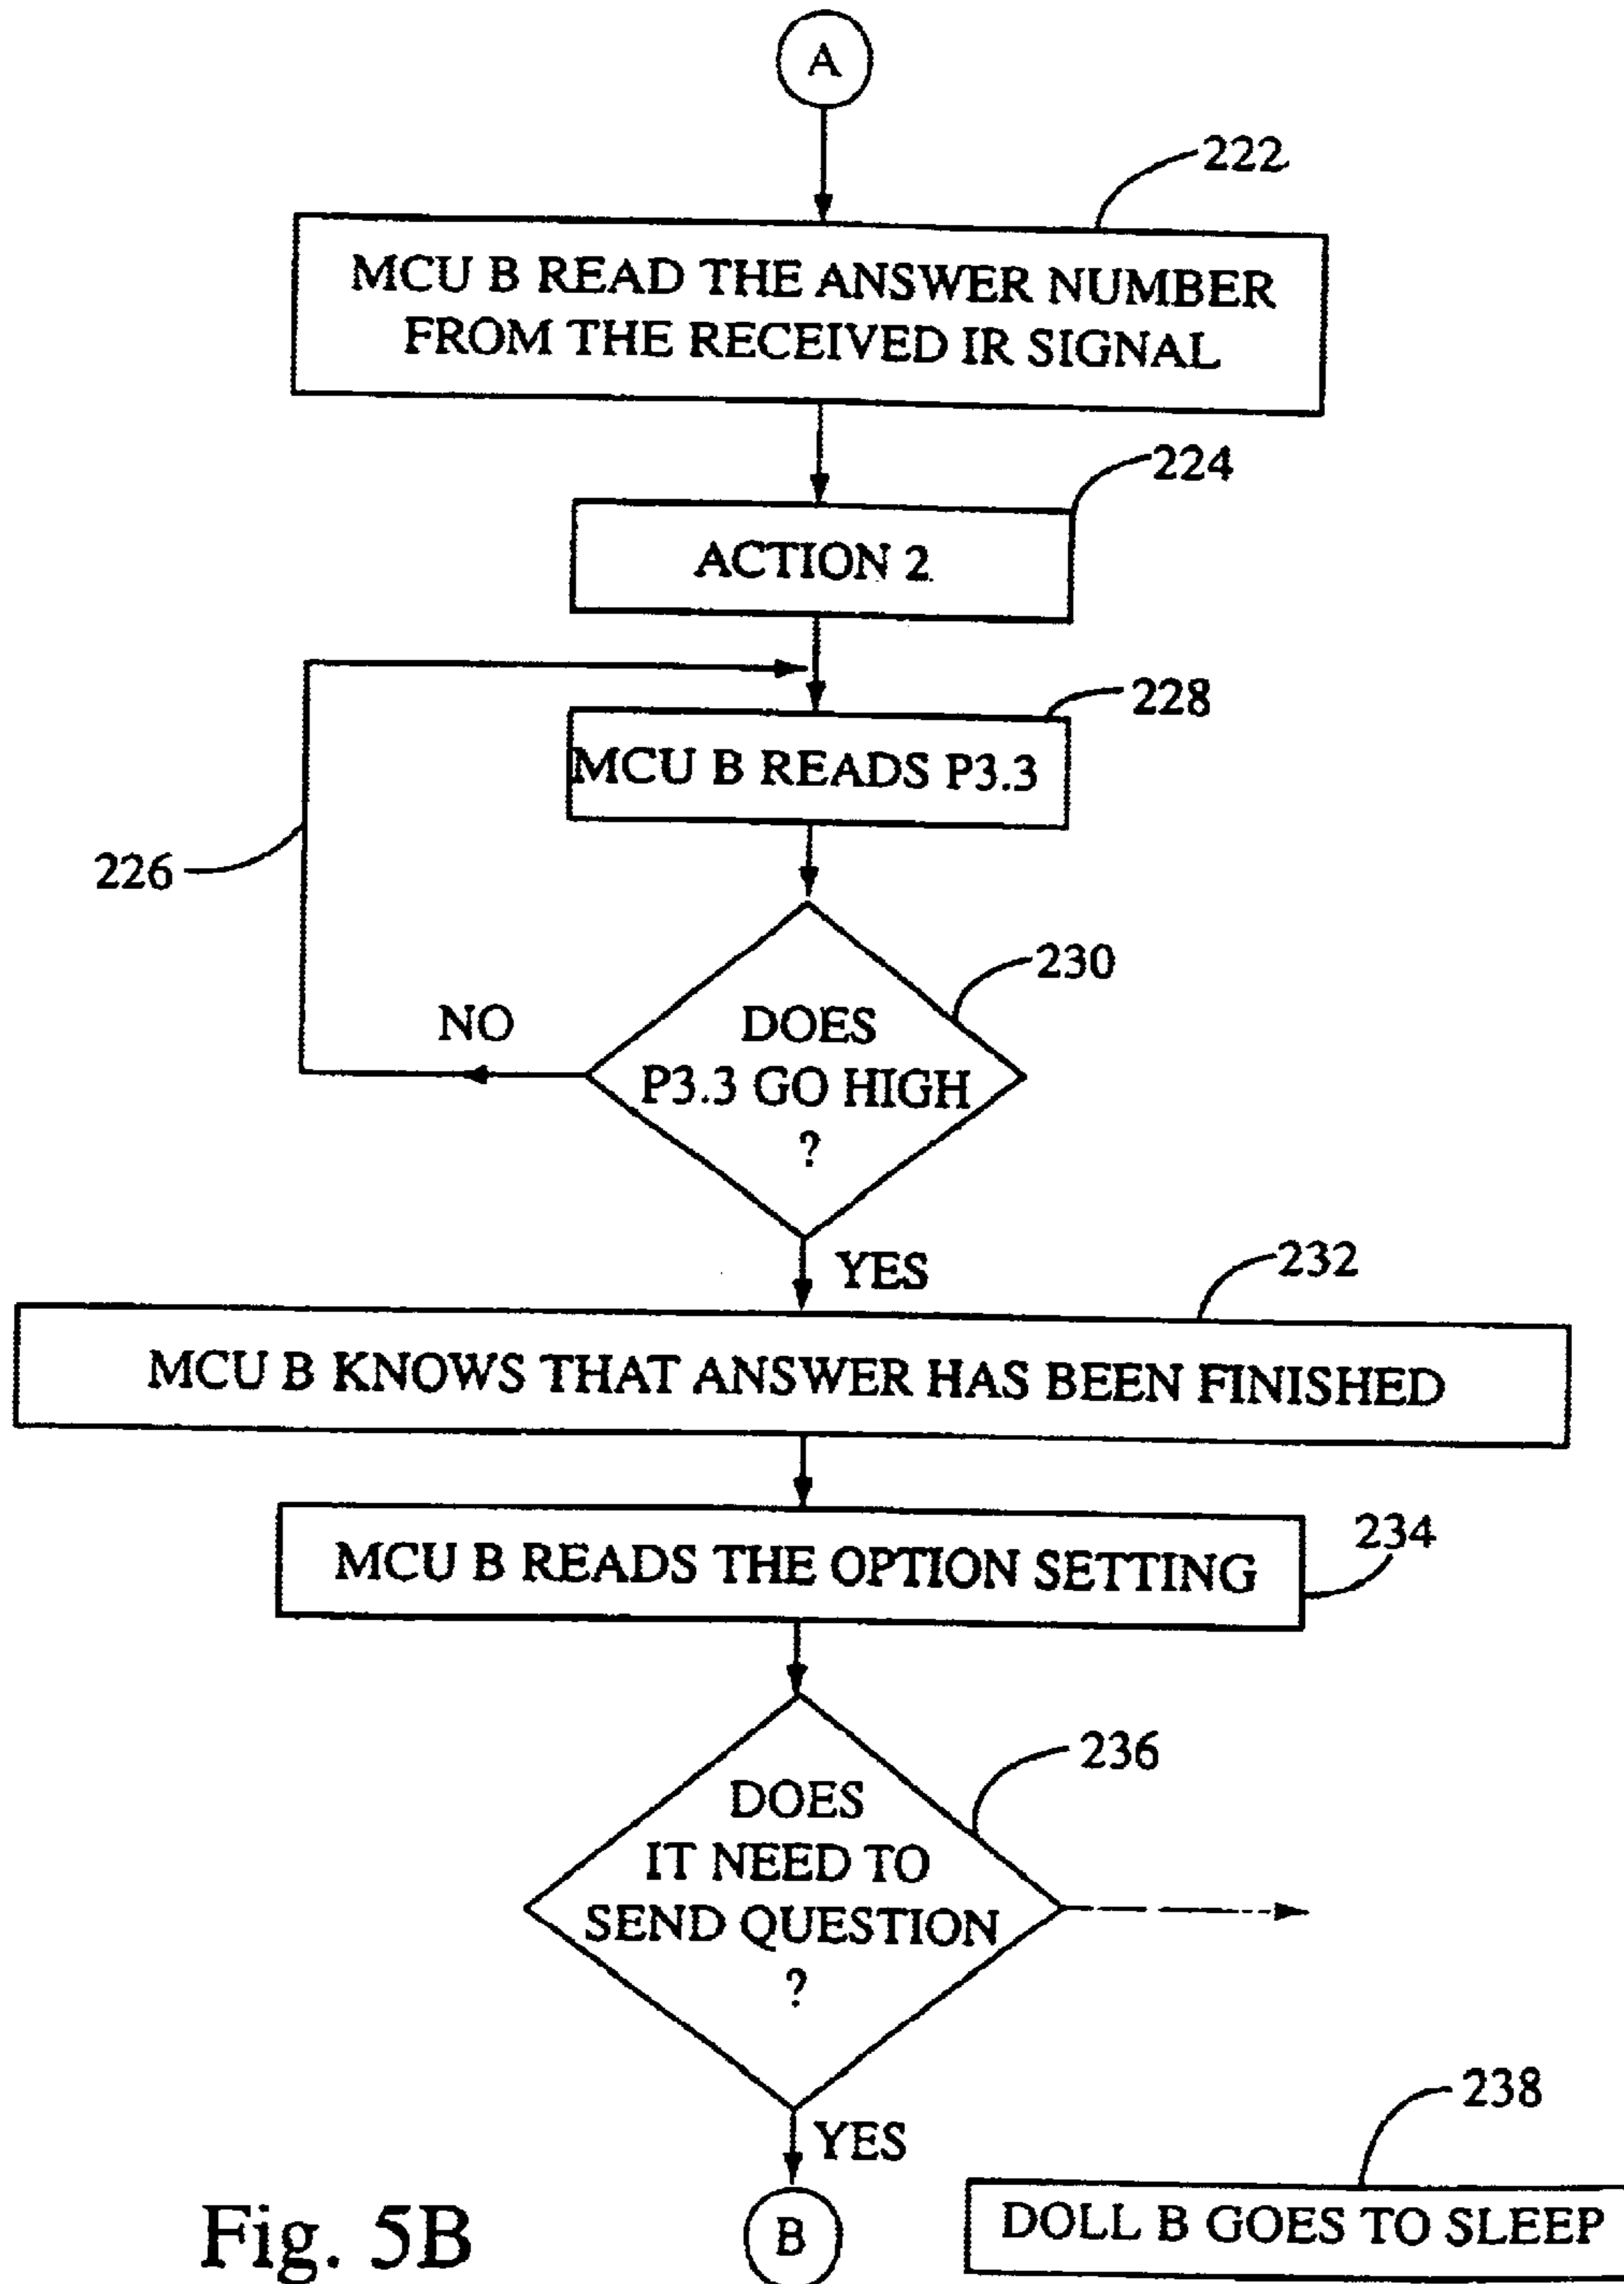 A
222
MCU B READ THE ANSWER NUMBER
FROM THE RECEIVED IR SIGNAL
224
ACTION 2
228
MCU B READS P3.3
226
230
NO
DOES
P3.3 GO HIGH
?
YES
232
MCU B KNOWS THAT ANSWER HAS BEEN FINISHED
234
MCU B READS THE OPTION SETTING
236
DOES
IT NEED TO
SEND QUESTION
?
238
YES
DOLL B GOES TO SLEEP
B
Fig. 5B